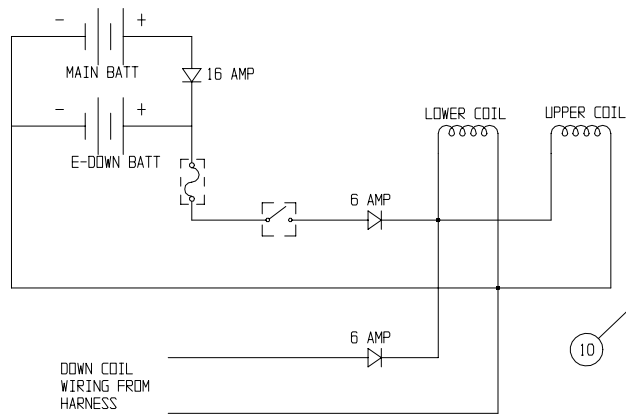 - +
MAIN BATT
16 AMP
- +
E-DOWN BATT
LOWER COIL
UPPER COIL
6 AMP
6 AMP
10
DOWN COIL
WIRING FROM
HARNESS